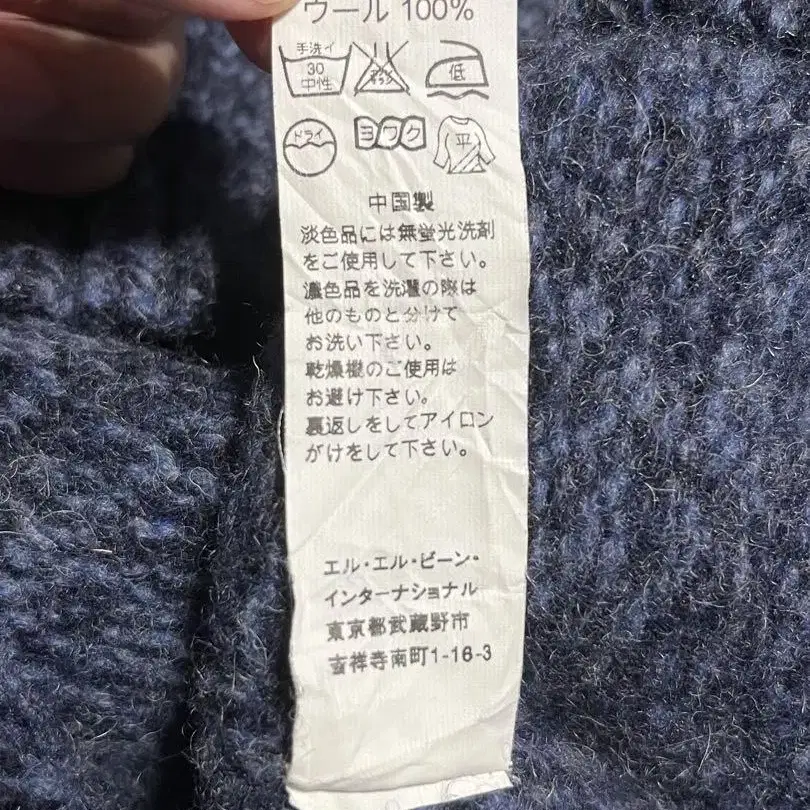 ウール 100%
手洗イ
30
中性
低
ドライ
ヨワク
平
中国製
淡色品には無蛍光洗剤
をご使用して下さい。
濃色品を洗濯の際は
他のものと分けて
お洗い下さい。
乾燥機のご使用は
お避け下さい。
裏返しをしてアイロン
がけをして下さい。
エル・エル・ビーン・
インターナショナル
東京都武蔵野市
吉祥寺南町1-16-3